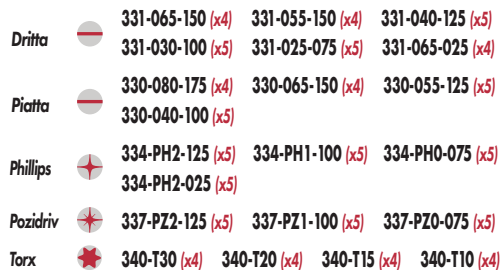 Dritta 331-065-150 (x4) 331-055-150 (x4) 331-040-125 (x5)
331-030-100 (x5) 331-025-075 (x5) 331-065-025 (x4)
Piatta 330-080-175 (x4) 330-065-150 (x4) 330-055-125 (x5)
330-040-100 (x5)
Phillips 334-PH2-125 (x5) 334-PH1-100 (x5) 334-PH0-075 (x5)
334-PH2-025 (x5)
Pozidriv 337-PZ2-125 (x5) 337-PZ1-100 (x5) 337-PZ0-075 (x5)
Torx 340-T30 (x4) 340-T20 (x4) 340-T15 (x4) 340-T10 (x4)